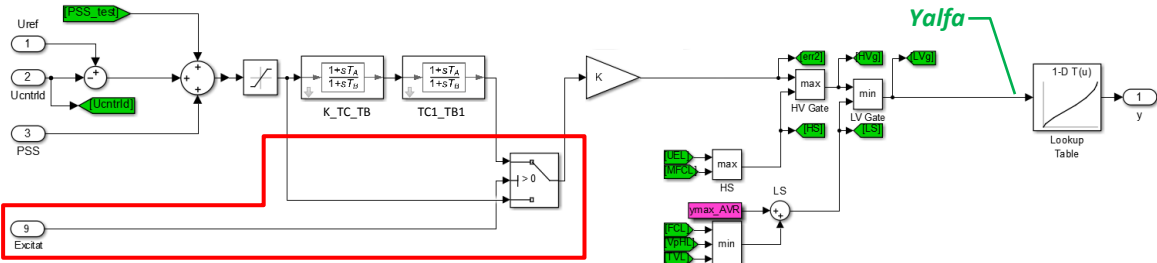 Yalfa
[PSS_test]
Uref
1
2
Ucntrld
[Ucntrld]
3
PSS
1+sTA
1+sTB
K_TC_TB
1+sTA
1+sTB
TC1_TB1
> 0
9
Excitat
K
[err2]
[HVg]
[LVg]
max
HV Gate
min
LV Gate
[HS]
[LS]
[UEL]
[MFCL]
max
HS
LS
ymax_AVR
[FCL]
[VpHL]
[TVL]
min
1-D T(u)
Lookup
Table
1
y